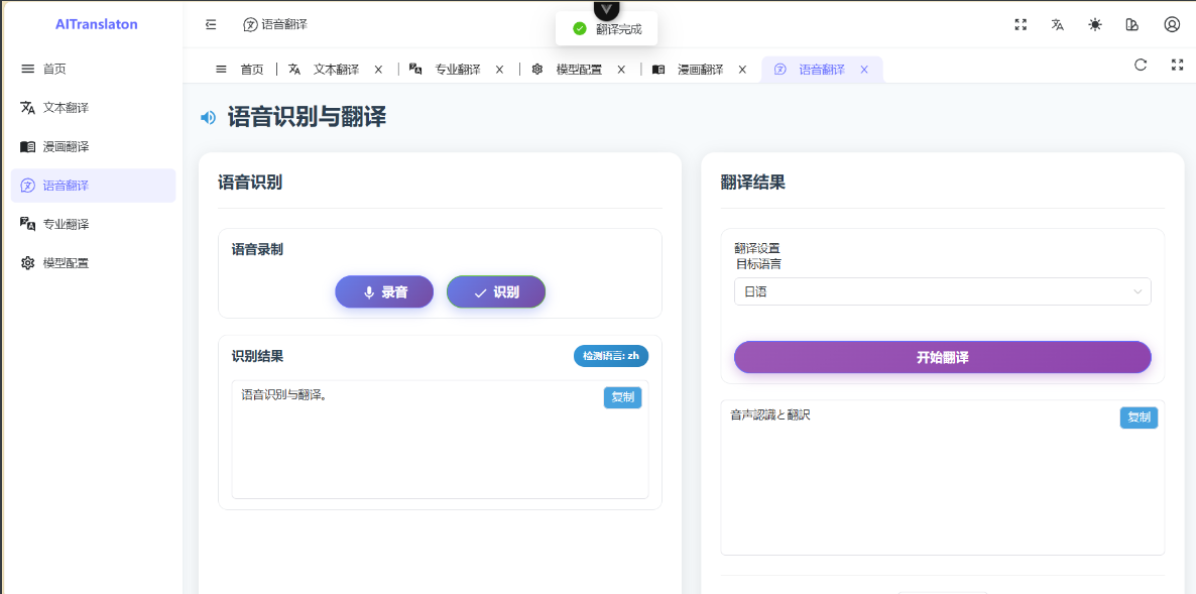 AITranslaton
语音翻译
翻译完成
首页
文本翻译
漫画翻译
语音翻译
专业翻译
模型配置
首页
文本翻译
专业翻译
模型配置
漫画翻译
语音翻译
语音识别与翻译
语音识别
语音录制
录音
识别
识别结果
检测语言: zh
语音识别与翻译。
复制
翻译结果
翻译设置
目标语言
日语
开始翻译
音声認識と翻訳
复制